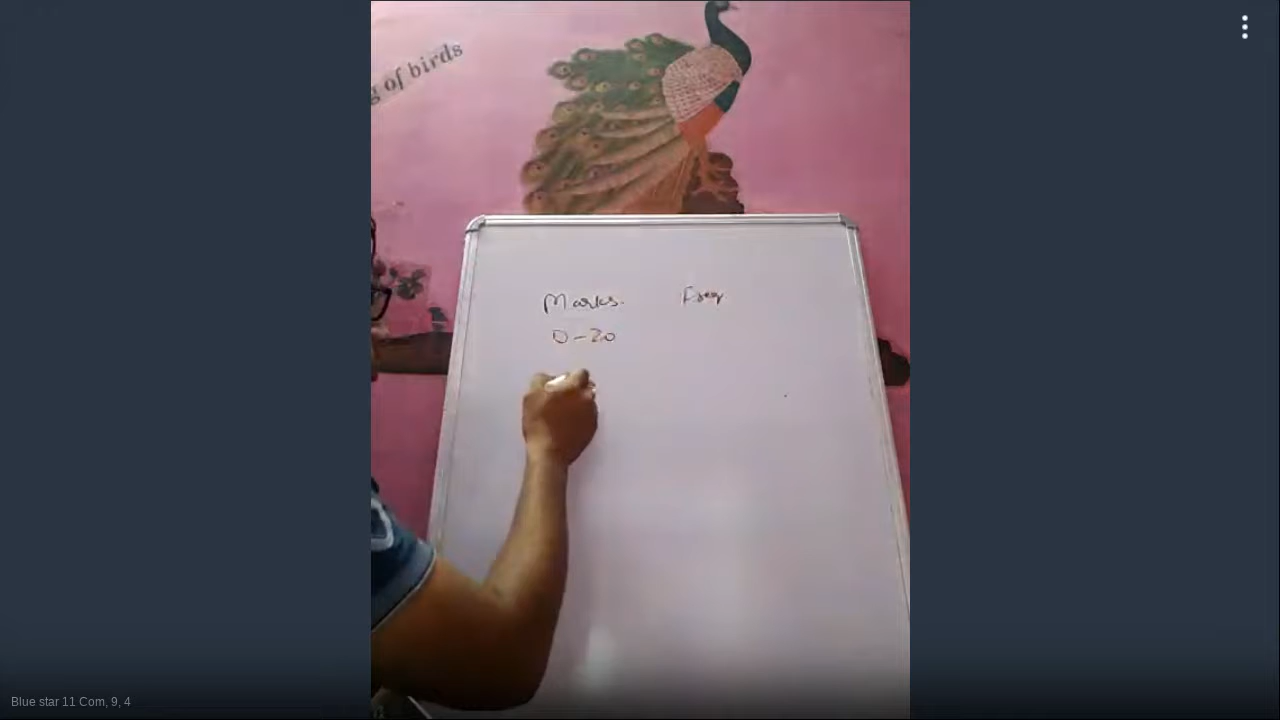 g of birds
Marks. Freq
0-20
Blue star 11 Com, 9, 4